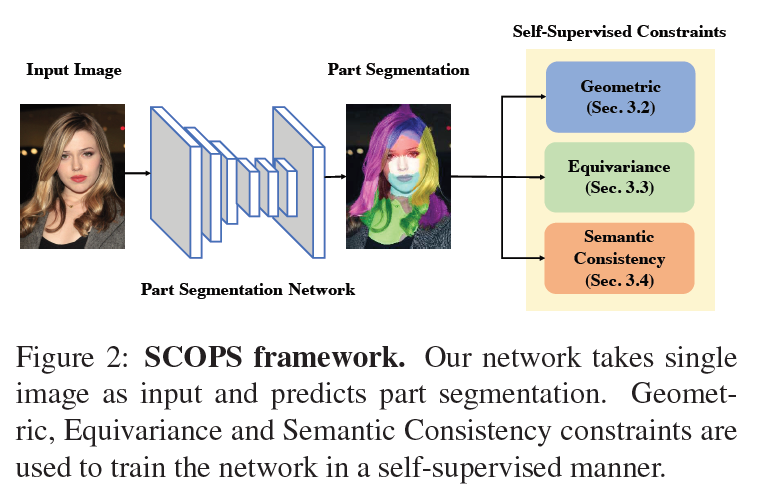 Self-Supervised Constraints
Input Image
Part Segmentation
Geometric
(Sec. 3.2)
Equivariance
(Sec. 3.3)
Semantic
Consistency
(Sec. 3.4)
Part Segmentation Network
Figure 2: SCOPS framework. Our network takes single
image as input and predicts part segmentation. Geomet-
ric, Equivariance and Semantic Consistency constraints are
used to train the network in a self-supervised manner.